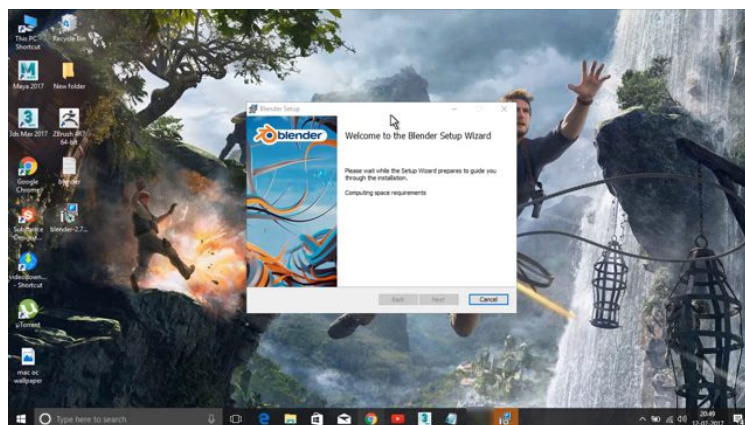 This PC -
Shortcut
Recycle Bin
Maya 2017
New folder
3ds Max 2017
ZBrush 4R7
64-bit
Google
Chrome
blender
Substance
Designer...
blender-2.7...
videodown...
- Shortcut
uTorrent
mac oc
wallpaper
Blender Setup
blender
Welcome to the Blender Setup Wizard
Please wait while the Setup Wizard prepares to guide you
through the installation.
Computing space requirements
Back
Next
Cancel
Type here to search
20:49
12-07-2017